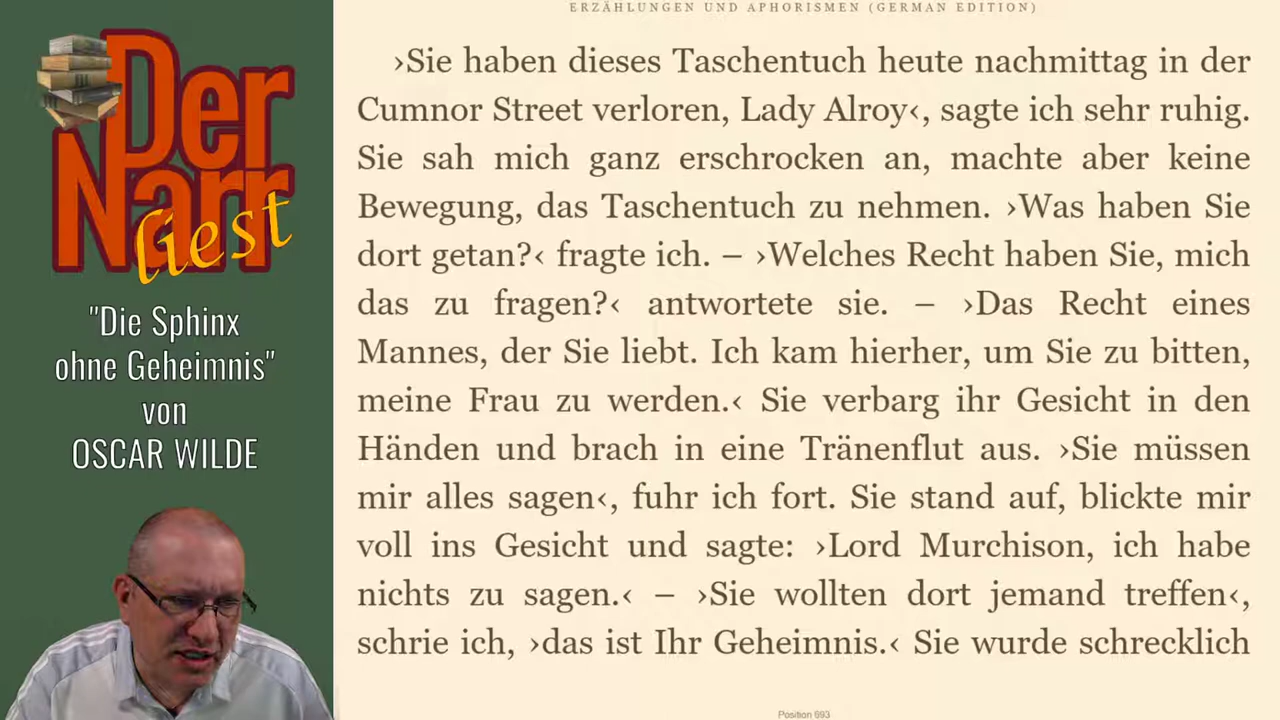 Der
Narr
liest
"Die Sphinx
ohne Geheimnis"
von
OSCAR WILDE
ERZÄHLUNGEN UND APHORISMEN (GERMAN EDITION)
›Sie haben dieses Taschentuch heute nachmittag in der
Cumnor Street verloren, Lady Alroy‹, sagte ich sehr ruhig.
Sie sah mich ganz erschrocken an, machte aber keine
Bewegung, das Taschentuch zu nehmen. ›Was haben Sie
dort getan?‹ fragte ich. – ›Welches Recht haben Sie, mich
das zu fragen?‹ antwortete sie. – ›Das Recht eines
Mannes, der Sie liebt. Ich kam hierher, um Sie zu bitten,
meine Frau zu werden.‹ Sie verbarg ihr Gesicht in den
Händen und brach in eine Tränenflut aus. ›Sie müssen
mir alles sagen‹, fuhr ich fort. Sie stand auf, blickte mir
voll ins Gesicht und sagte: ›Lord Murchison, ich habe
nichts zu sagen.‹ – ›Sie wollten dort jemand treffen‹,
schrie ich, ›das ist Ihr Geheimnis.‹ Sie wurde schrecklich
Position 693